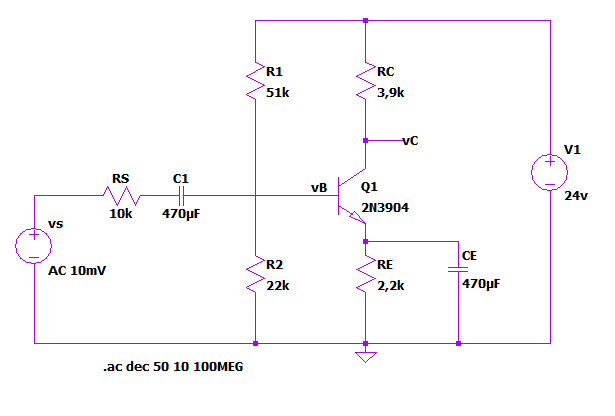 R1
51k
RC
3,9k
vC
V1
24v
RS
10k
C1
470µF
vB
Q1
2N3904
vs
AC 10mV
R2
22k
RE
2,2k
CE
470µF
.ac dec 50 10 100MEG